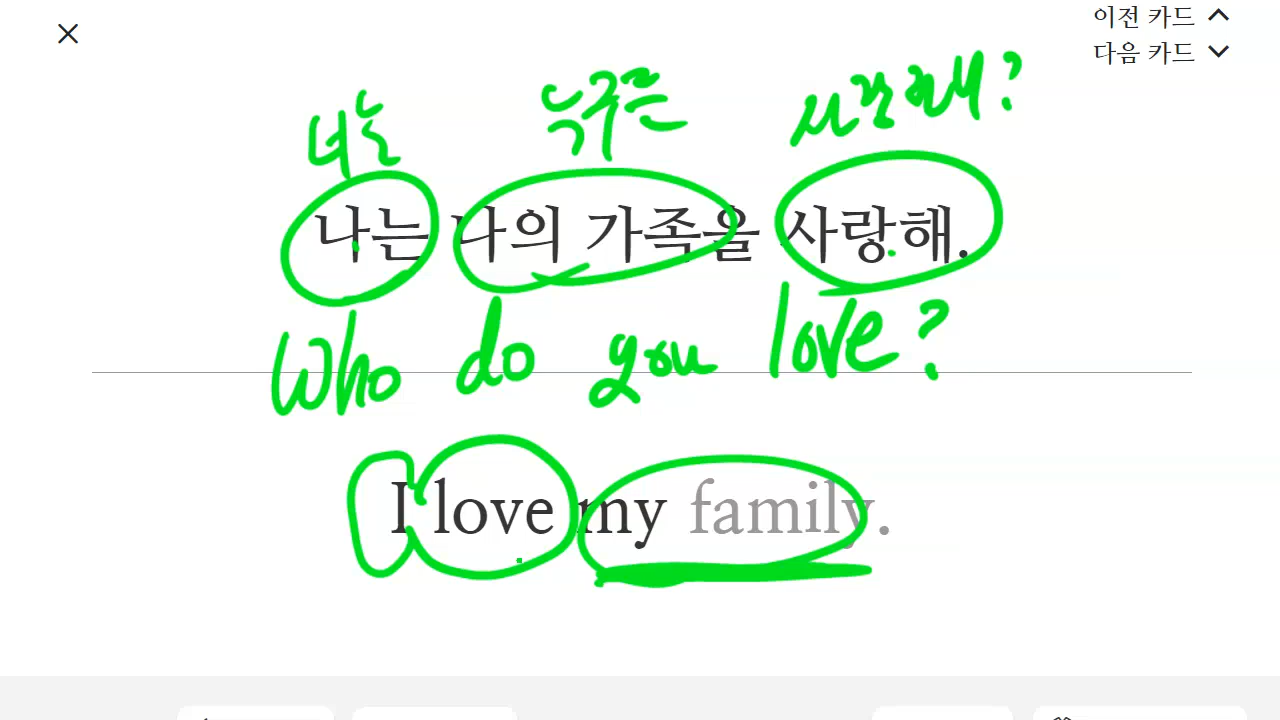 이전 카드
다음 카드
너는 누구를 사랑해?
나는 나의 가족을 사랑해.
Who do you love?
I love my family.